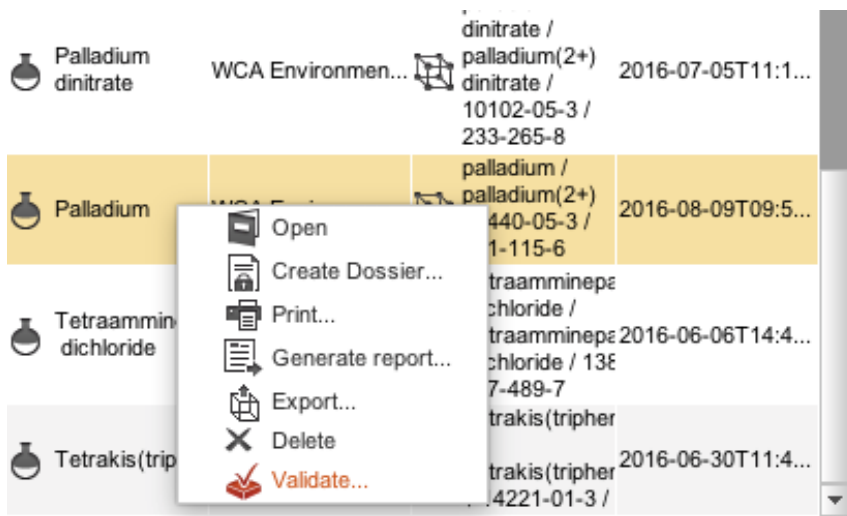 dinitrate /
Palladium
dinitrate
WCA Environmen...
palladium(2+)
dinitrate /
10102-05-3 /
233-265-8
2016-07-05T11:1...
palladium /
Palladium
palladium(2+)
440-05-3 /
1-115-6
2016-08-09T09:5...
Open
Create Dossier...
Print...
Generate report...
Export...
Delete
Validate...
Tetraammin
dichloride
traamminepa
chloride /
traamminepa
chloride / 138
7-489-7
2016-06-06T14:4...
Tetrakis(trip
trakis(tripher
trakis(tripher
14221-01-3 /
2016-06-30T11:4...